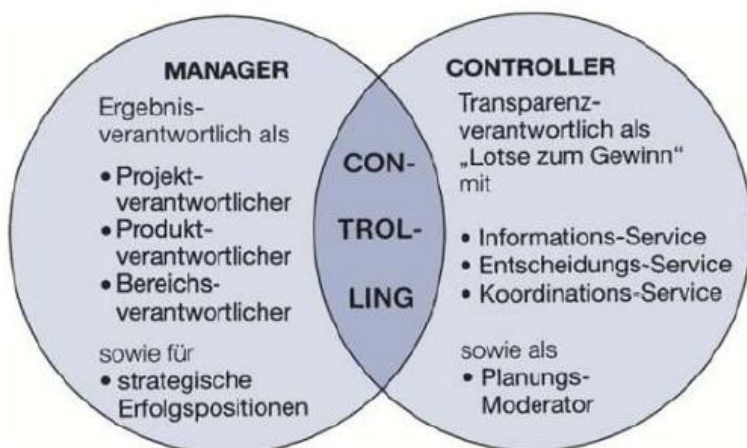 MANAGER
Ergebnis-
verantwortlich als
• Projekt-
verantwortlicher
• Produkt-
verantwortlicher
• Bereichs-
verantwortlicher
sowie für
• strategische
Erfolgspositionen
CON-
TROL-
LING
CONTROLLER
Transparenz-
verantwortlich als
„Lotse zum Gewinn“
mit
• Informations-Service
• Entscheidungs-Service
• Koordinations-Service
sowie als
• Planungs-
Moderator